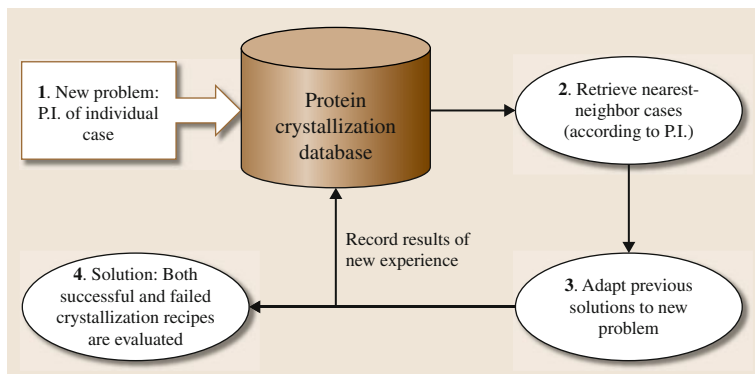 1. New problem:
P.I. of individual
case
Protein
crystallization
database
2. Retrieve nearest-
neighbor cases
(according to P.I.)
Record results of
new experience
4. Solution: Both
successful and failed
crystallization recipes
are evaluated
3. Adapt previous
solutions to new
problem